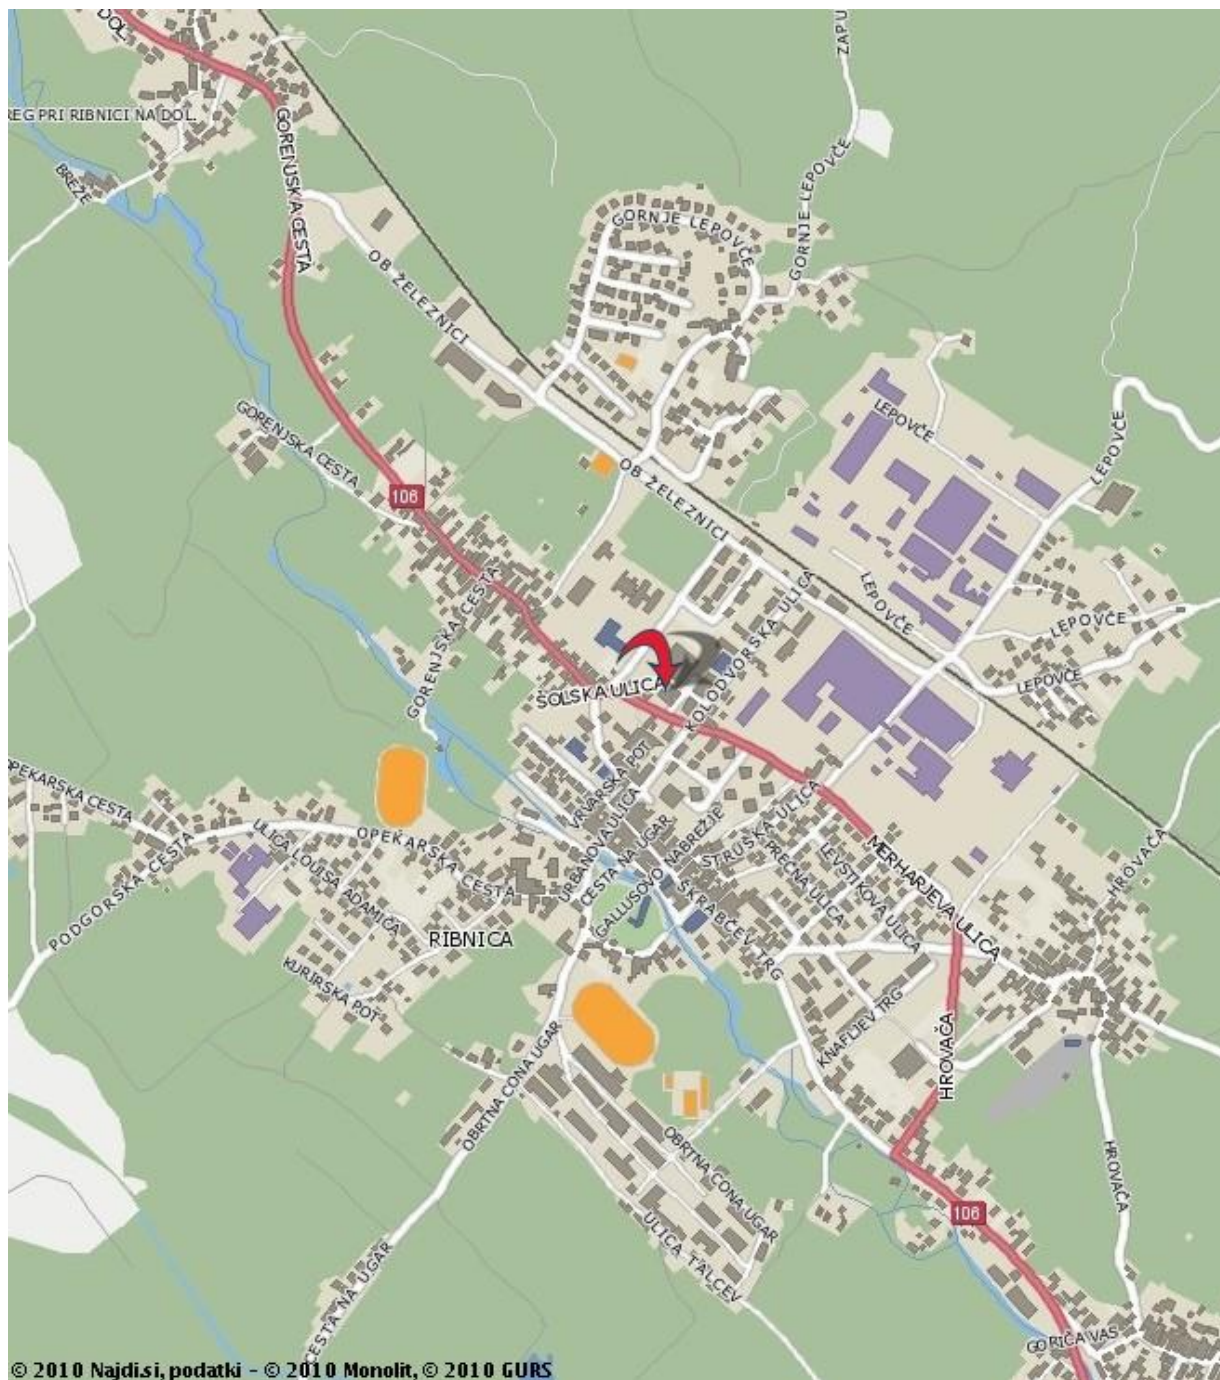 DOL.
ZAPU
REG PRI RIBNICI NA DOL.
GORENJSKA CESTA
BREŽE
GORNJE LEPOVČE
GORNJE LEPOVČE
OB ŽELEZNICI
GORENJSKA CESTA
LEPOVČE
LEPOVČE
106
OB ŽELEZNICI
GORENJSKA CESTA
KOLODVORSKA ULICA
LEPOVČE
LEPOVČE
LEPOVČE
ŠOLSKA ULICA
OPEKARSKA CESTA
VRVARSKA POT
URBANOVA ULICA
CESTA NA UGAR
GALLUSOVO NABREŽJE
STRUŠKA ULICA
PREČNA ULICA
LEVSTIKOVA ULICA
MERHARJEVA ULICA
HROVAČA
OPEKARSKA CESTA
ULICA LOUISA ADAMIČA
PODGORSKA CESTA
RIBNICA
ŠKRABČEV TRG
KURIRSKA POT
KNAFLJEV TRG
HROVAČA
OBRTNA CONA UGAR
OBRTNA CONA UGAR
HROVAČA
106
ULICA TALCEV
CESTA NA UGAR
GORIČA VAS
© 2010 Najdi.si, podatki - © 2010 Monolit, © 2010 GURS